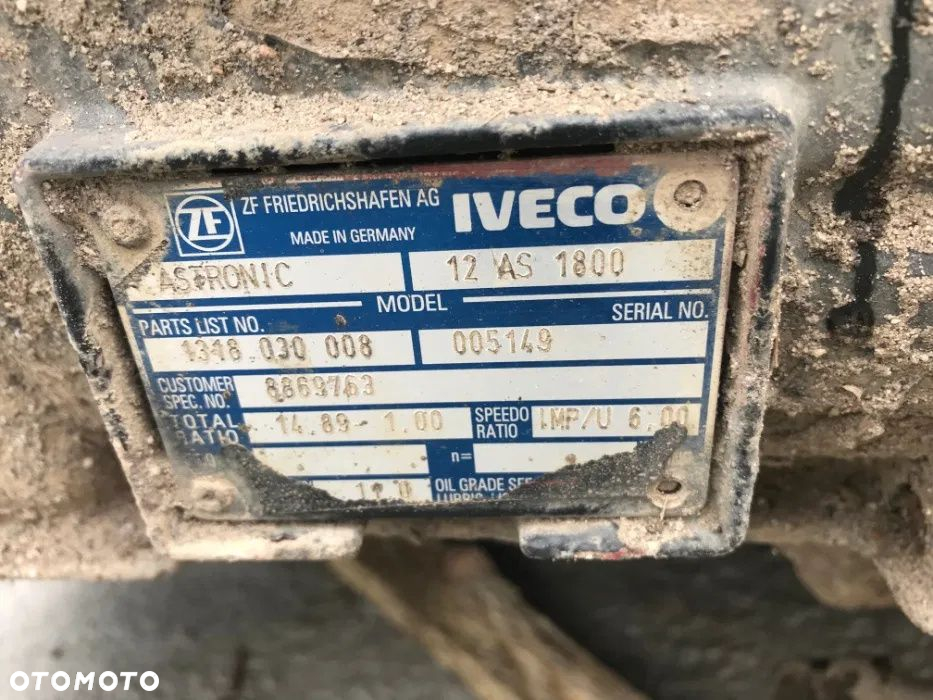 ZF
ZF FRIEDRICHSHAFEN AG
IVECO
MADE IN GERMANY
ASTRONIC 12 AS 1800
MODEL
PARTS LIST NO. SERIAL NO.
1318 030 008 005149
CUSTOMER SPEC. NO. 8869763
TOTAL RATIO 14.89 - 1.00 SPEEDO RATIO IMP/U 6.00
n=
OIL GRADE SEE
OTOMOTO